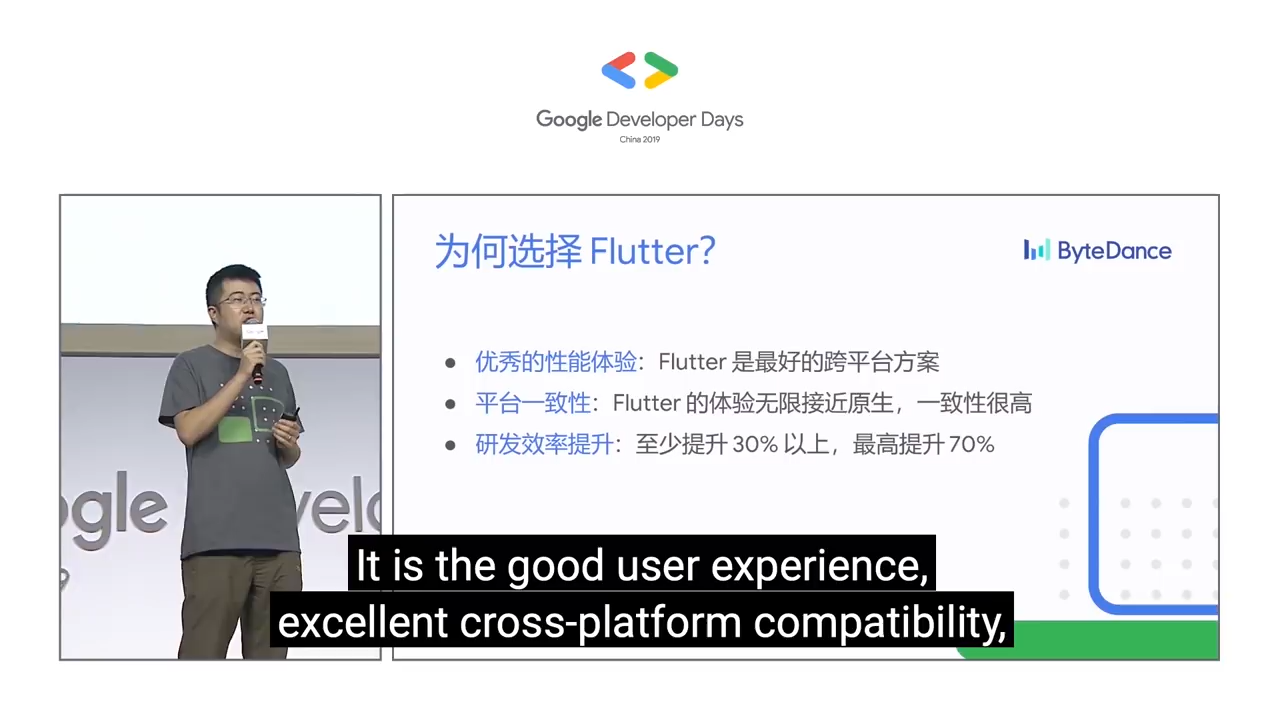 Google Developer Days
China 2019
为何选择 Flutter?
ByteDance
优秀的性能体验：Flutter 是最好的跨平台方案
平台一致性：Flutter 的体验无限接近原生，一致性很高
研发效率提升：至少提升 30% 以上，最高提升 70%
ogle Develo
It is the good user experience,
excellent cross-platform compatibility,